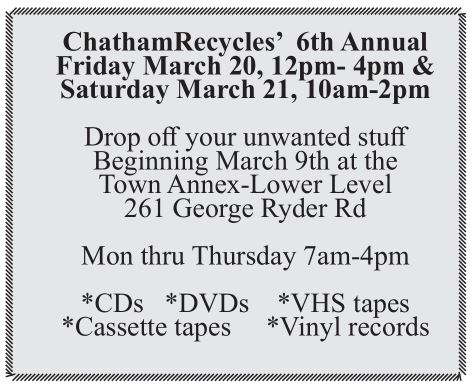 ChathamRecycles’ 6th Annual
Friday March 20, 12pm- 4pm &
Saturday March 21, 10am-2pm
Drop off your unwanted stuff
Beginning March 9th at the
Town Annex-Lower Level
261 George Ryder Rd
Mon thru Thursday 7am-4pm
*CDs *DVDs *VHS tapes
*Cassette tapes *Vinyl records